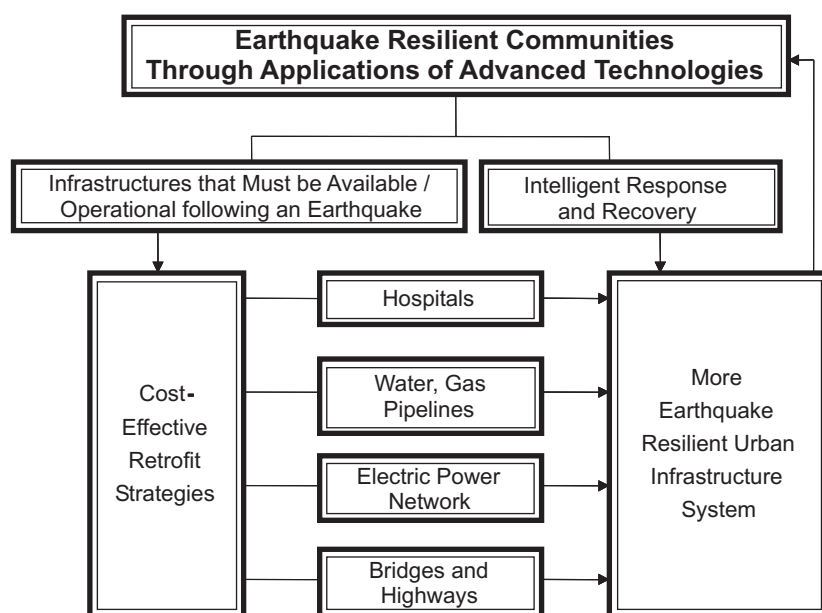 Earthquake Resilient Communities
Through Applications of Advanced Technologies
Infrastructures that Must be Available /
Operational following an Earthquake
Intelligent Response
and Recovery
Cost-
Effective
Retrofit
Strategies
Hospitals
Water, Gas
Pipelines
Electric Power
Network
Bridges and
Highways
More
Earthquake
Resilient Urban
Infrastructure
System